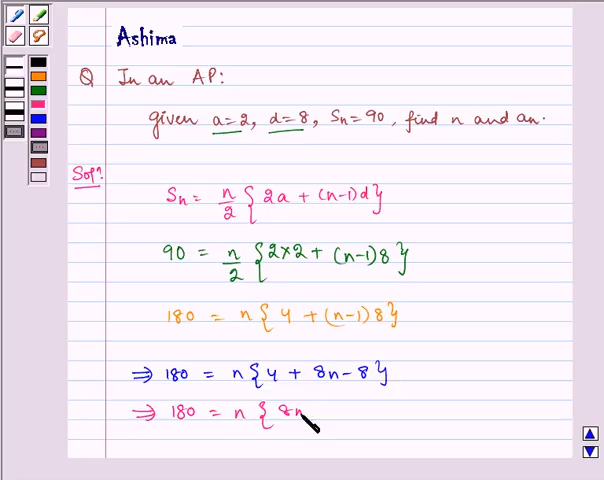 Ashima
Q In an AP:
given a=2, d=8, Sn=90, find n and an.
Solⁿ:
Sn = n/2 { 2a + (n-1)d }
90 = n/2 { 2×2 + (n-1)8 }
180 = n { 4 + (n-1)8 }
⇒ 180 = n { 4 + 8n - 8 }
⇒ 180 = n { 8n